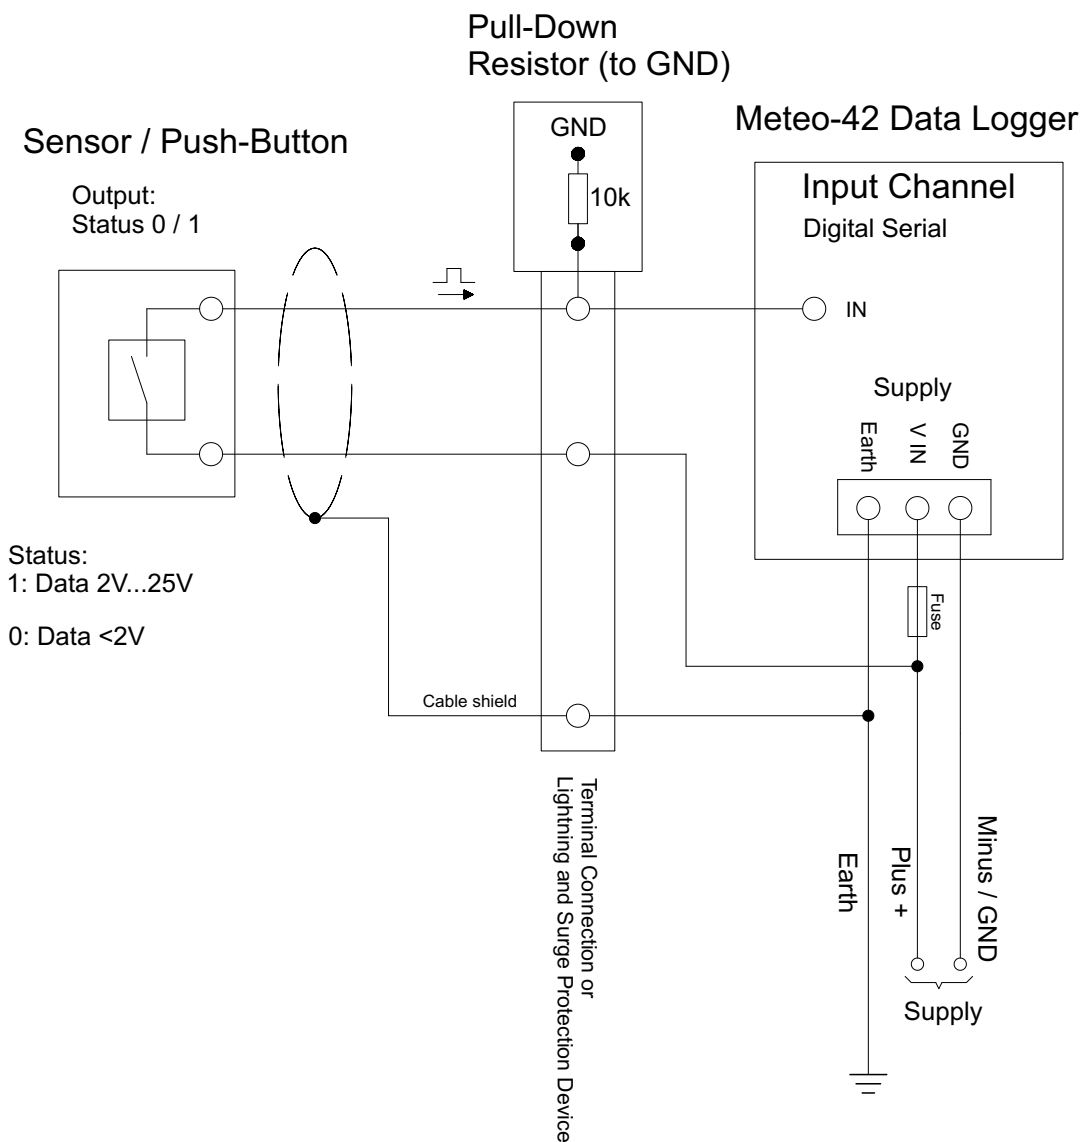 Pull-Down
Resistor (to GND)
Sensor / Push-Button
Meteo-42 Data Logger
GND
10k
Output:
Status 0 / 1
Input Channel
Digital Serial
IN
Supply
Earth
V IN
GND
Status:
1: Data 2V...25V
0: Data <2V
Fuse
Cable shield
Terminal Connection or
Lightning and Surge Protection Device
Earth
Plus +
Minus / GND
Supply